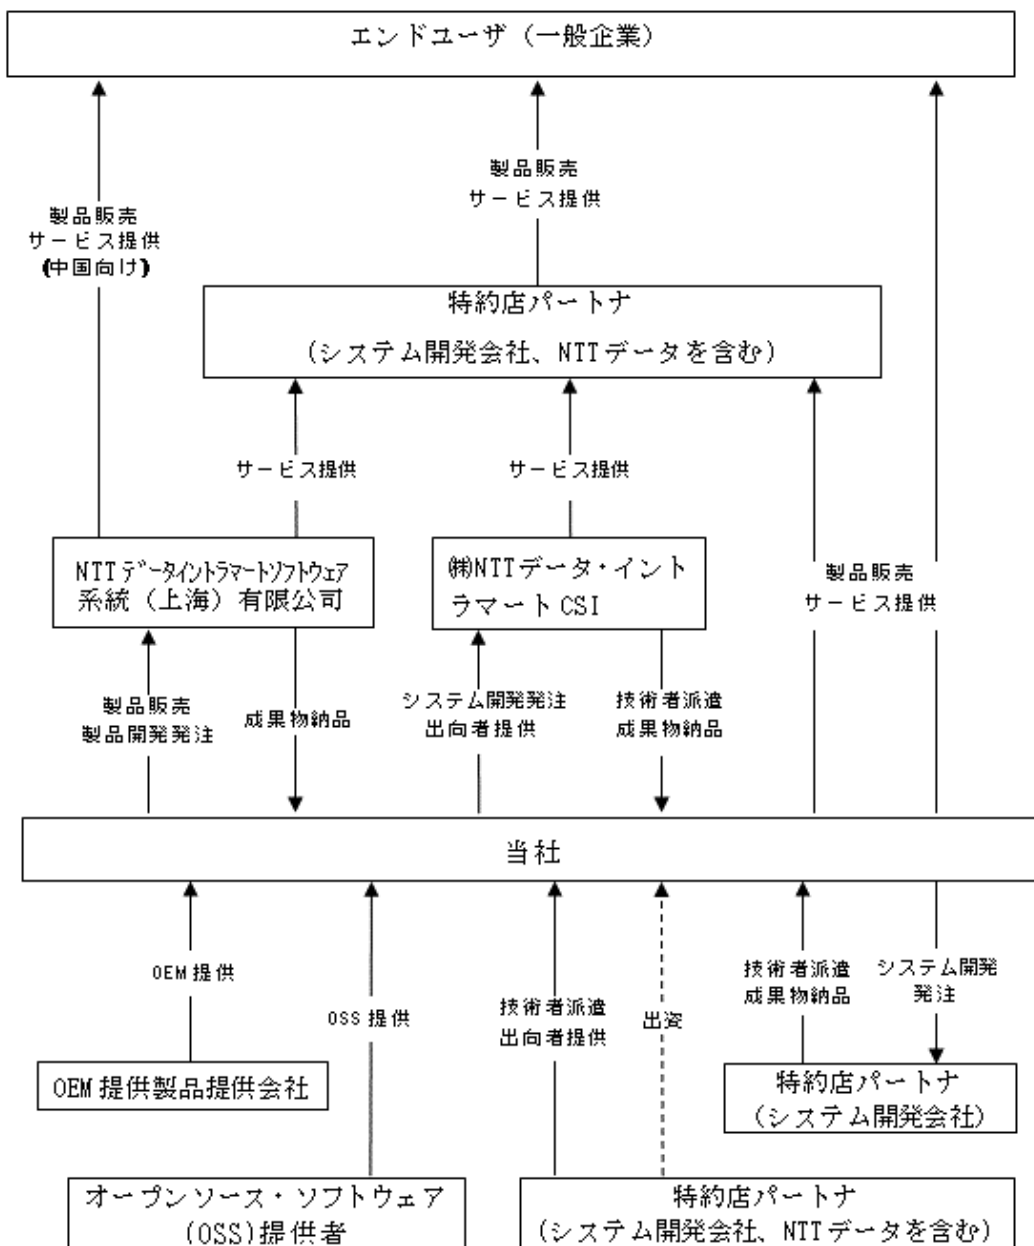 エンドユーザ（一般企業）
製品販売
サービス提供
製品販売
サービス提供
(中国向け)
特約店パートナ
(システム開発会社、NTTデータを含む)
サービス提供
サービス提供
NTTデータイントラマートソフトウェア
系統（上海）有限公司
㈱NTTデータ・イント
ラマートCSI
製品販売
サービス提供
製品販売
製品開発発注
成果物納品
システム開発発注
出向者提供
技術者派遣
成果物納品
当社
OEM提供
OSS提供
技術者派遣
出向者提供
出資
技術者派遣
成果物納品
システム開発
発注
OEM提供製品提供会社
特約店パートナ
(システム開発会社)
オープンソース・ソフトウェア
(OSS)提供者
特約店パートナ
(システム開発会社、NTTデータを含む)